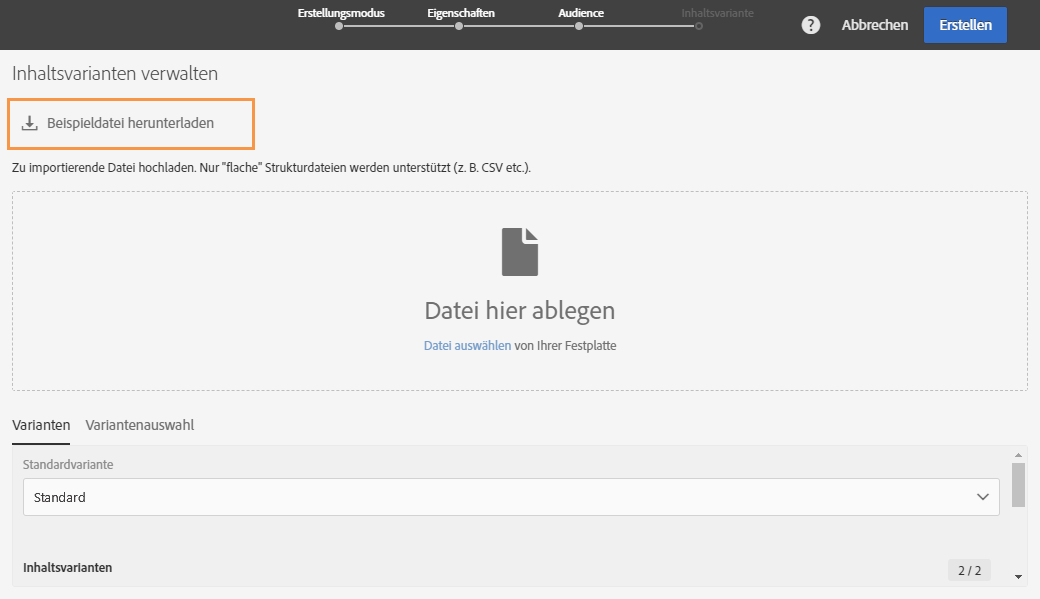 Erstellungsmodus Eigenschaften Audience Inhaltsvariante
? Abbrechen Erstellen
Inhaltsvarianten verwalten
Beispieldatei herunterladen
Zu importierende Datei hochladen. Nur "flache" Strukturdateien werden unterstützt (z. B. CSV etc.).
Datei hier ablegen
Datei auswählen von Ihrer Festplatte
Varianten Variantenauswahl
Standardvariante
Standard
Inhaltsvarianten 2 / 2